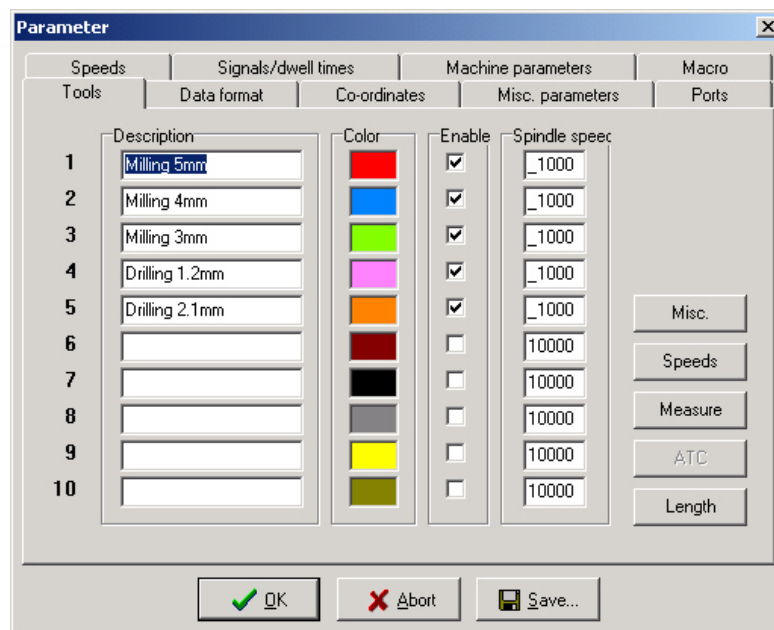 Parameter
Speeds Signals/dwell times Machine parameters Macro
Tools Data format Co-ordinates Misc. parameters Ports
Description Color Enable Spindle speed
1 Milling 5mm _1000
2 Milling 4mm _1000
3 Milling 3mm _1000
4 Drilling 1.2mm _1000
5 Drilling 2.1mm _1000
Misc.
6 10000
Speeds
7 10000
8 10000
Measure
9 10000
ATC
10 10000
Length
OK Abort Save...